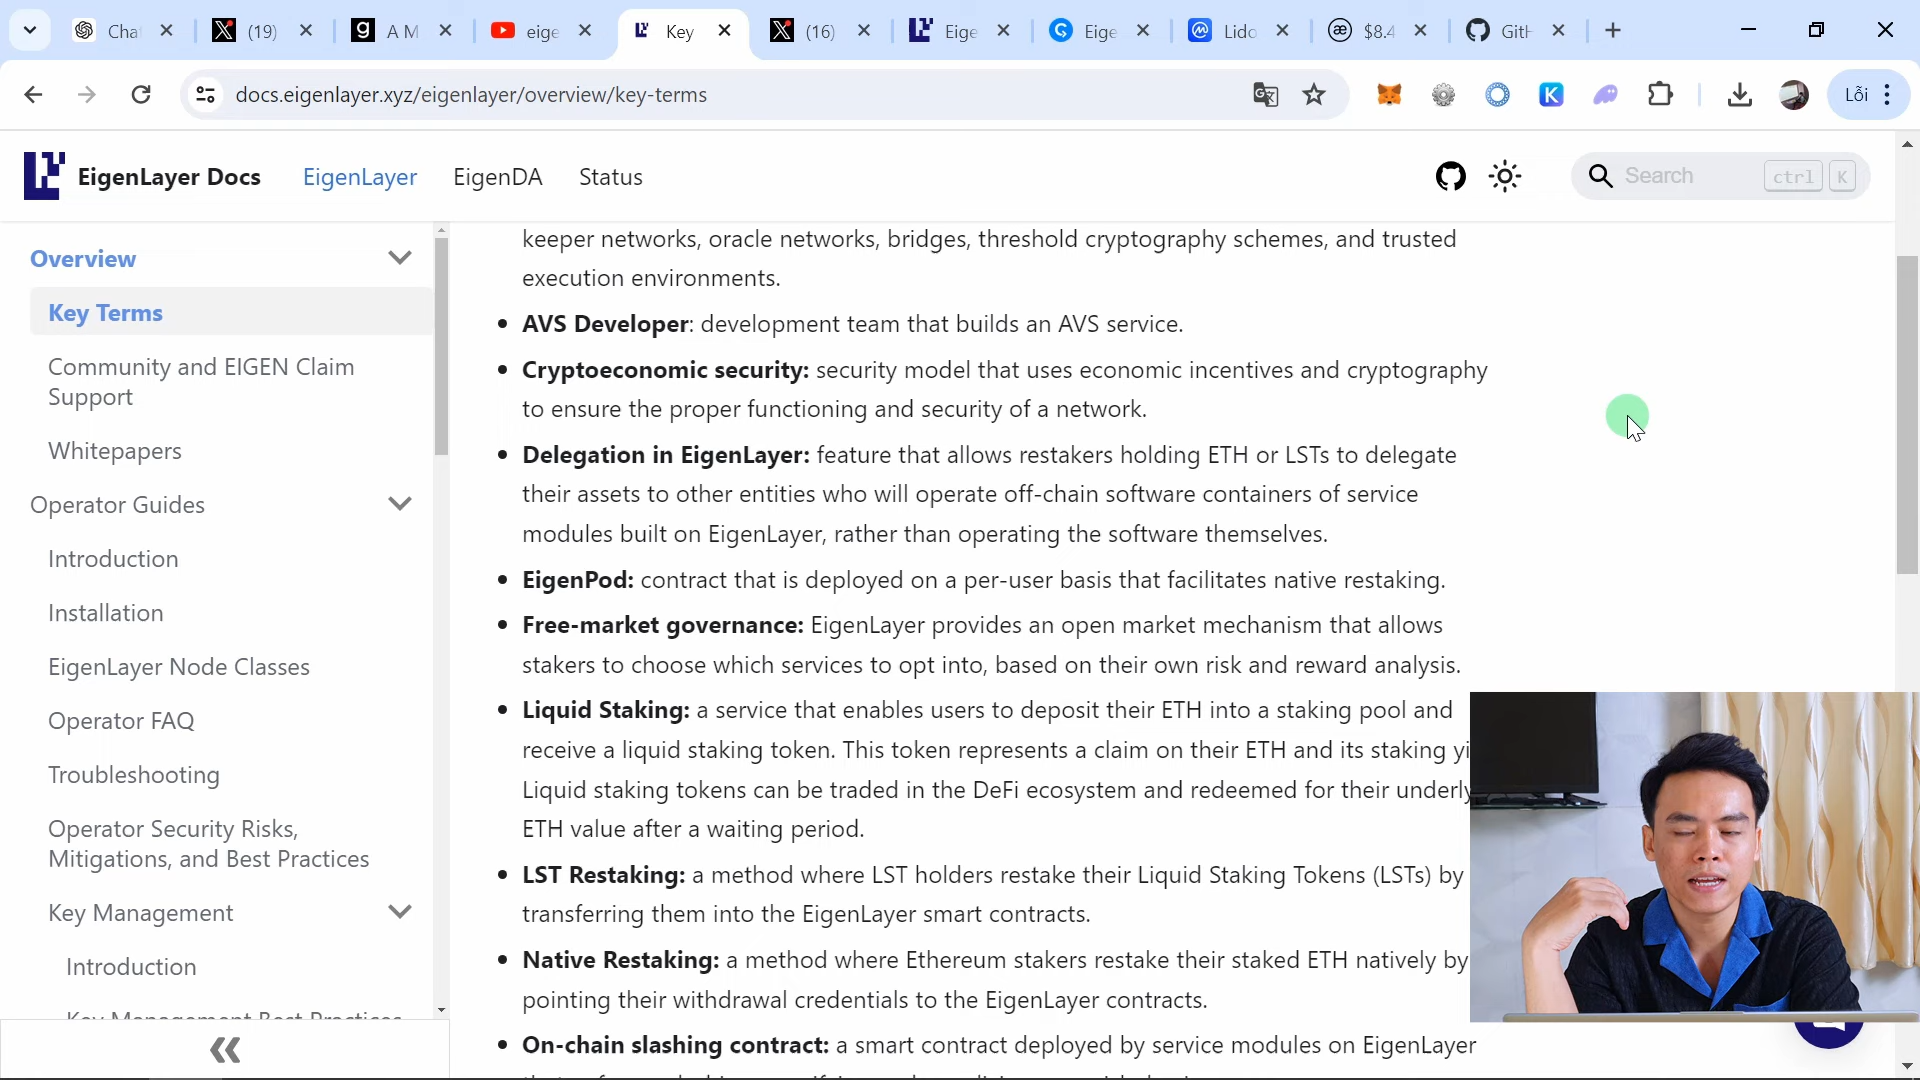 Cha
(19)
A M
eige
Key
(16)
Eige
Eige
Lido
$8.4
GitH
docs.eigenlayer.xyz/eigenlayer/overview/key-terms
Lỗi
EigenLayer Docs
EigenLayer
EigenDA
Status
Search
ctrl
K
Overview
Key Terms
Community and EIGEN Claim
Support
Whitepapers
Operator Guides
Introduction
Installation
EigenLayer Node Classes
Operator FAQ
Troubleshooting
Operator Security Risks,
Mitigations, and Best Practices
Key Management
Introduction
Key Management Best Practices
keeper networks, oracle networks, bridges, threshold cryptography schemes, and trusted
execution environments.
AVS Developer: development team that builds an AVS service.
Cryptoeconomic security: security model that uses economic incentives and cryptography
to ensure the proper functioning and security of a network.
Delegation in EigenLayer: feature that allows restakers holding ETH or LSTs to delegate
their assets to other entities who will operate off-chain software containers of service
modules built on EigenLayer, rather than operating the software themselves.
EigenPod: contract that is deployed on a per-user basis that facilitates native restaking.
Free-market governance: EigenLayer provides an open market mechanism that allows
stakers to choose which services to opt into, based on their own risk and reward analysis.
Liquid Staking: a service that enables users to deposit their ETH into a staking pool and
receive a liquid staking token. This token represents a claim on their ETH and its staking yi
Liquid staking tokens can be traded in the DeFi ecosystem and redeemed for their underly
ETH value after a waiting period.
LST Restaking: a method where LST holders restake their Liquid Staking Tokens (LSTs) by
transferring them into the EigenLayer smart contracts.
Native Restaking: a method where Ethereum stakers restake their staked ETH natively by
pointing their withdrawal credentials to the EigenLayer contracts.
On-chain slashing contract: a smart contract deployed by service modules on EigenLayer